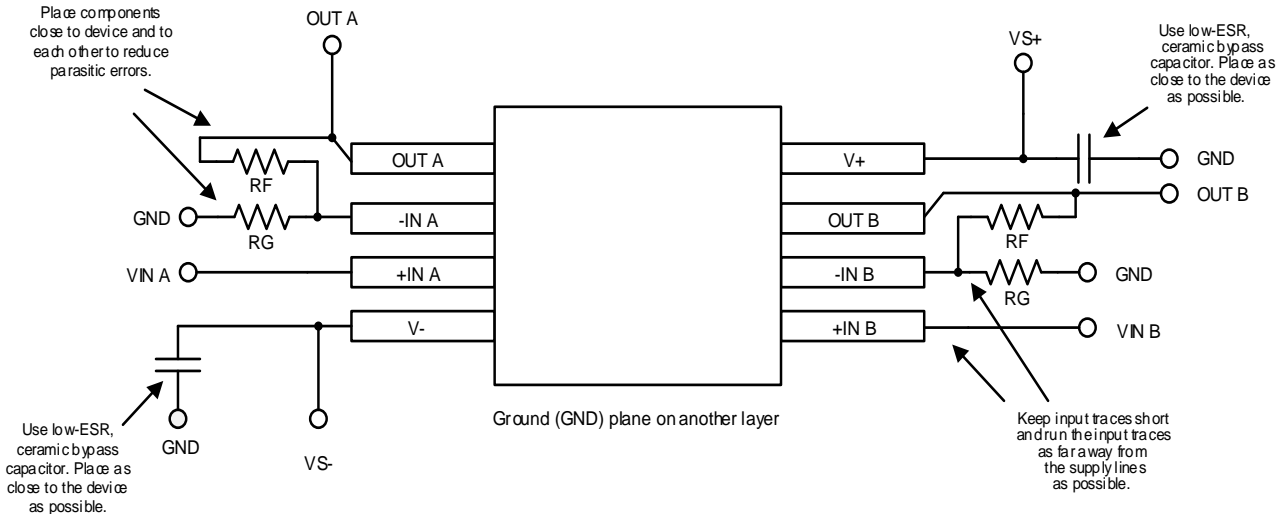 Place components
close to device and to
each other to reduce
parasitic errors.
OUT A
VS+
Use low-ESR,
ceramic bypass
capacitor. Place as
close to the device
as possible.
OUT A
V+
GND
RF
OUT B
GND
-IN A
OUT B
RG
RF
VIN A
+IN A
-IN B
GND
RG
V-
+IN B
VIN B
Ground (GND) plane on another layer
Use low-ESR,
ceramic bypass
capacitor. Place as
close to the device
as possible.
GND
VS-
Keep input traces short
and run the input traces
as far away from
the supply lines
as possible.